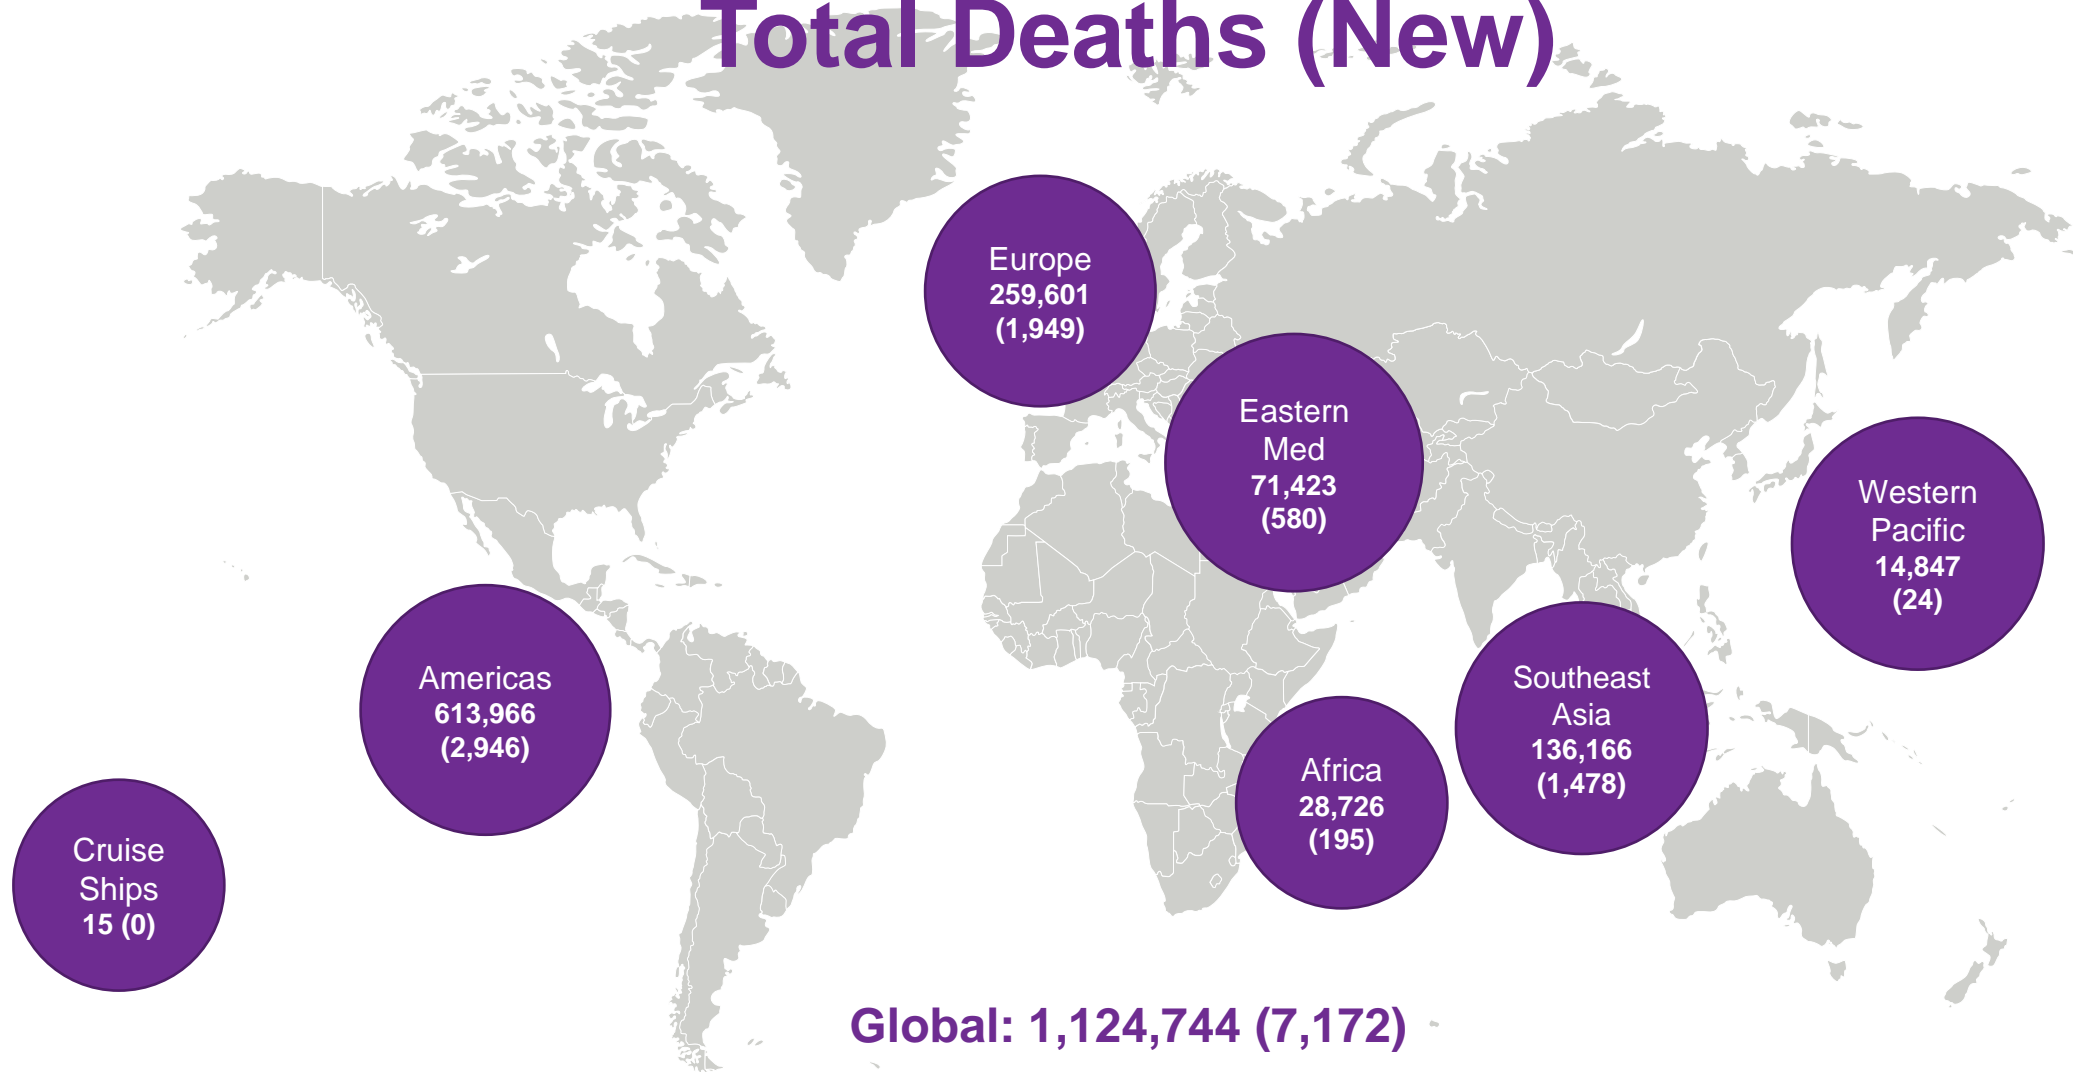 Total Deaths (New)
Europe
259,601
(1,949)
Eastern
Med
71,423
(580)
Western
Pacific
14,847
(24)
Americas
613,966
(2,946)
Southeast
Asia
136,166
(1,478)
Africa
28,726
(195)
Cruise
Ships
15 (0)
Global: 1,124,744 (7,172)